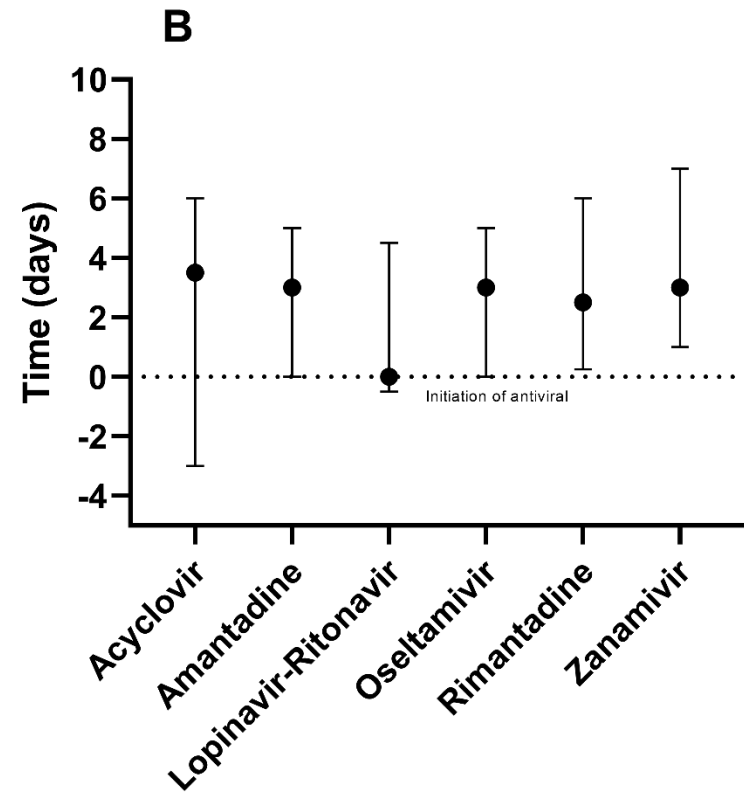 B
Time (days)
10
8
6
4
2
0
-2
-4
Initiation of antiviral
Acyclovir
Amantadine
Lopinavir-Ritonavir
Oseltamivir
Rimantadine
Zanamivir